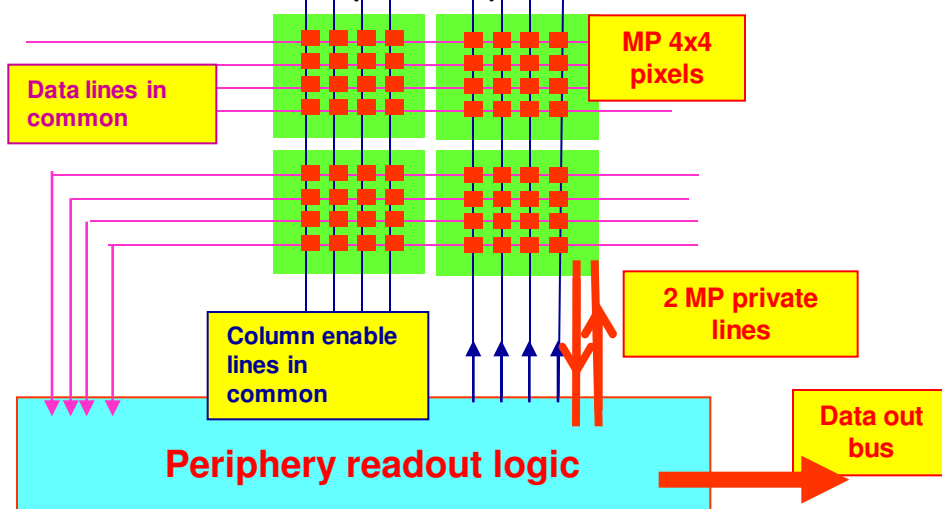 MP 4x4
pixels
Data lines in
common
2 MP private
lines
Column enable
lines in
common
Data out
bus
Periphery readout logic